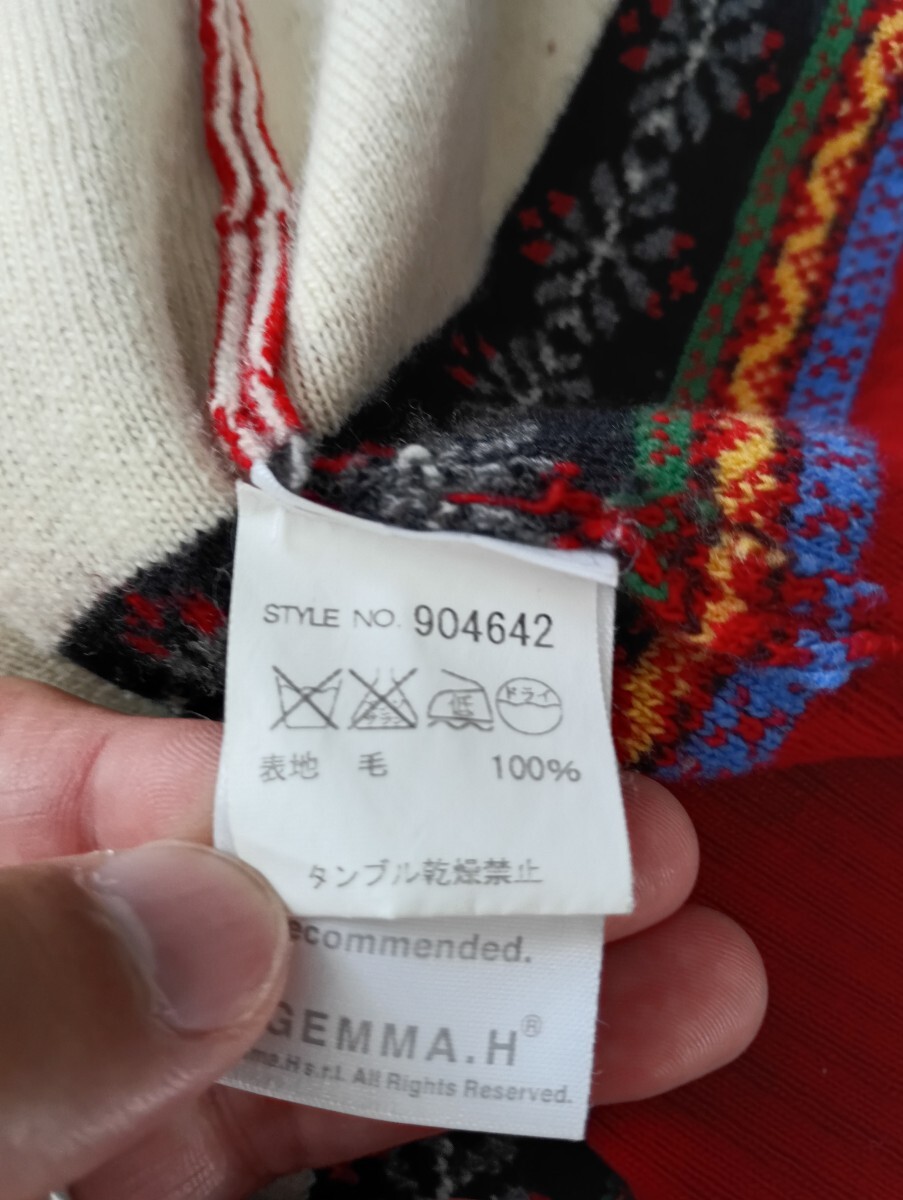 STYLE NO. 904642
低 ドライ
表地 毛 100%
タンブル乾燥禁止
ecommended.
GEMMA.H®
ma.H s.r.l. All Rights Reserved.